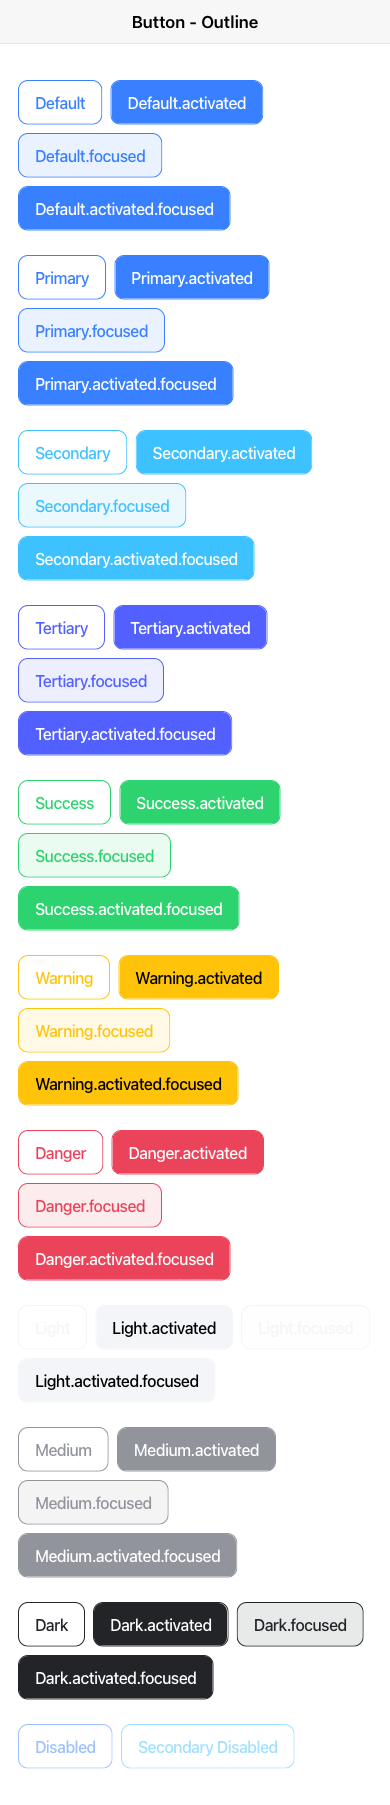 Button - Outline
Default Default.activated
Default.focused
Default.activated.focused
Primary Primary.activated
Primary.focused
Primary.activated.focused
Secondary Secondary.activated
Secondary.focused
Secondary.activated.focused
Tertiary Tertiary.activated
Tertiary.focused
Tertiary.activated.focused
Success Success.activated
Success.focused
Success.activated.focused
Warning Warning.activated
Warning.focused
Warning.activated.focused
Danger Danger.activated
Danger.focused
Danger.activated.focused
Light Light.activated Light.focused
Light.activated.focused
Medium Medium.activated
Medium.focused
Medium.activated.focused
Dark Dark.activated Dark.focused
Dark.activated.focused
Disabled Secondary Disabled